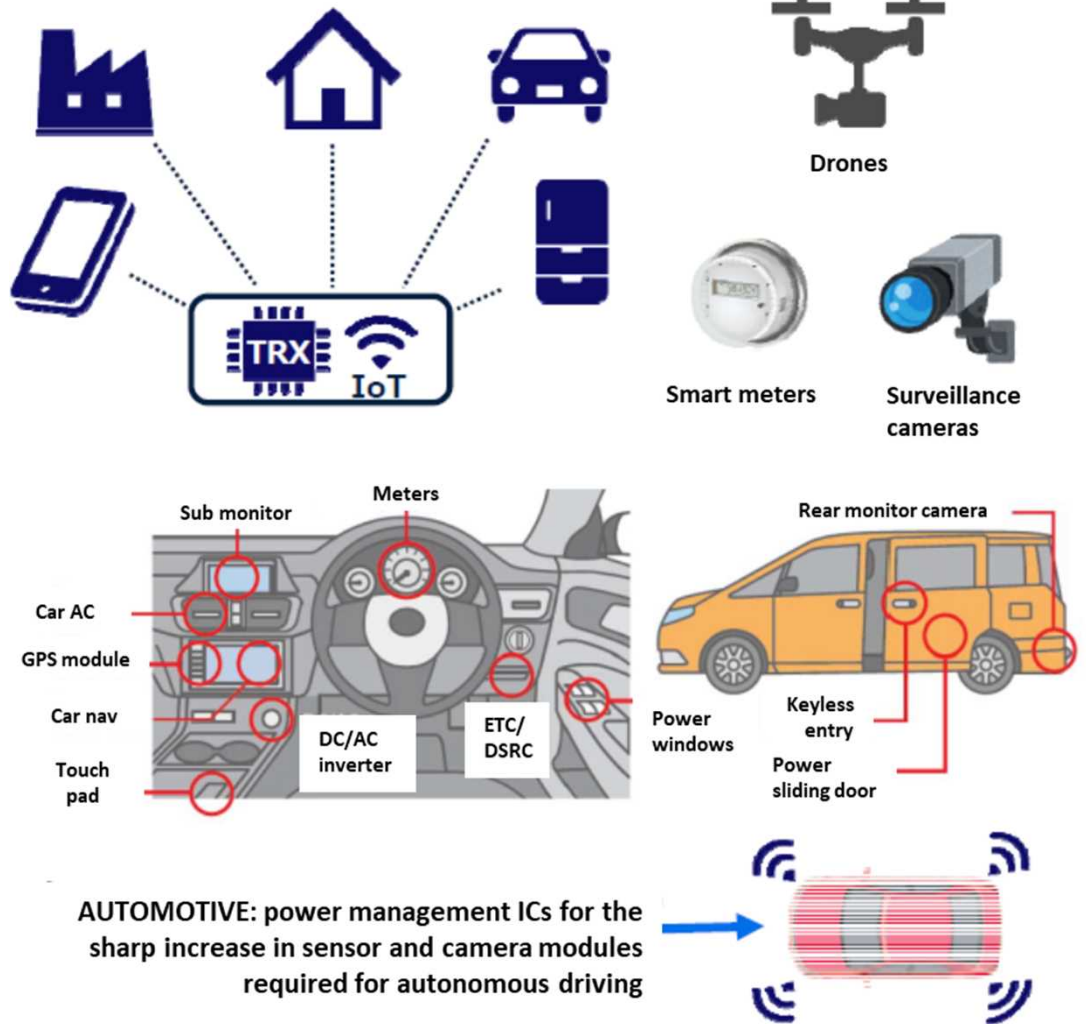 Drones
TRX
IoT
Smart meters
Surveillance
cameras
Sub monitor
Meters
Car AC
GPS module
Car nav
Touch
pad
DC/AC
inverter
ETC/
DSRC
Power
windows
Rear monitor camera
Keyless
entry
Power
sliding door
AUTOMOTIVE: power management ICs for the
sharp increase in sensor and camera modules
required for autonomous driving